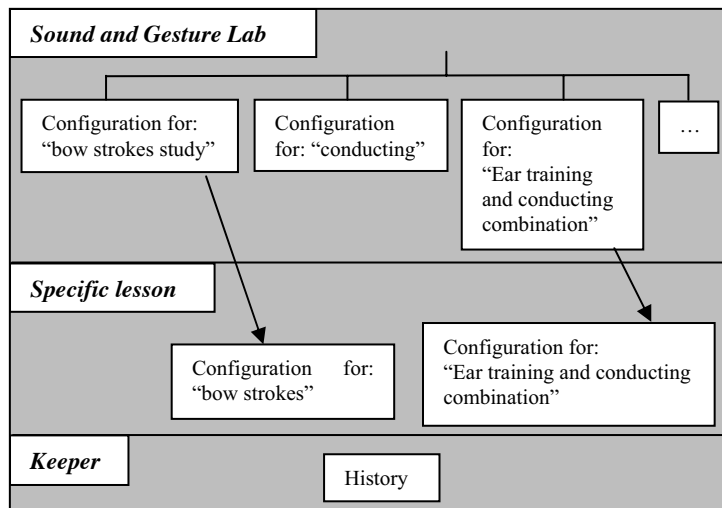 Sound and Gesture Lab
Configuration for:
“bow strokes study”
Configuration
for: “conducting”
Configuration
for:
“Ear training
and conducting
combination”
…
Specific lesson
Configuration for:
“bow strokes”
Configuration for:
“Ear training and conducting
combination”
Keeper
History